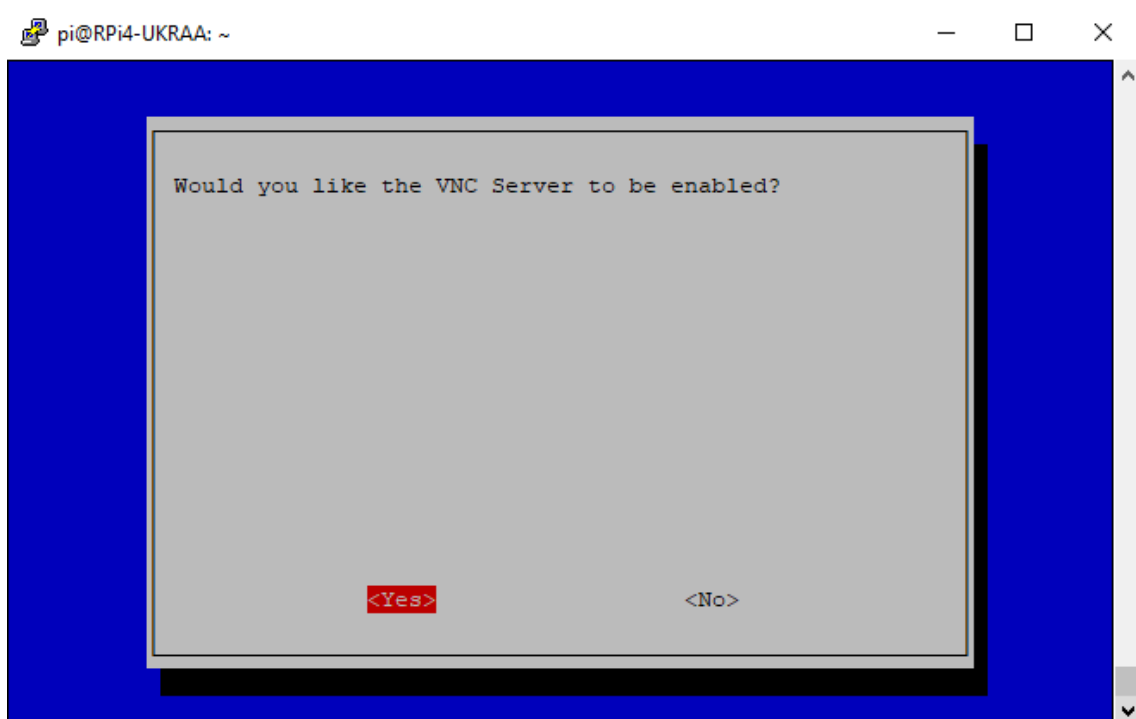 pi@RPi4-UKRAA: ~
Would you like the VNC Server to be enabled?
<Yes> <No>